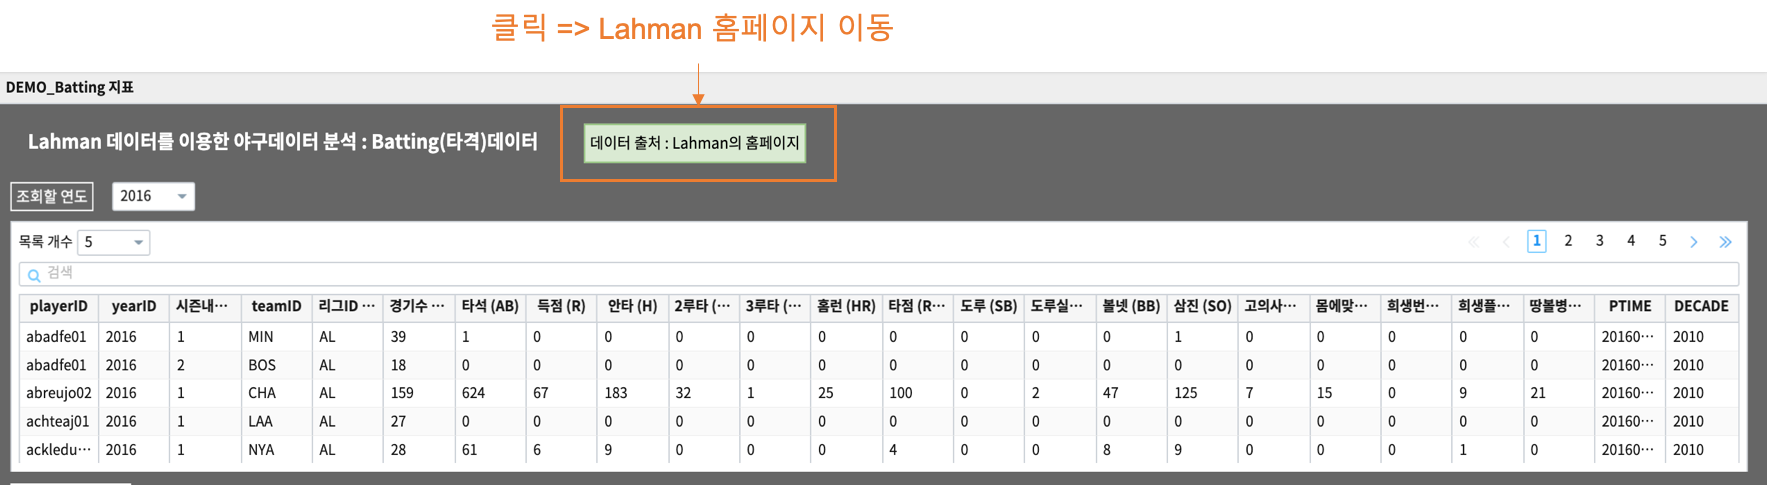 클릭 => Lahman 홈페이지 이동
DEMO_Batting 지표
Lahman 데이터를 이용한 야구데이터 분석 : Batting(타격)데이터
데이터 출처 : Lahman의 홈페이지
조회할 연도 2016
목록 개수 5 « ‹ 1 2 3 4 5 › »
검색
playerID yearID 시즌내··· teamID 리그ID ··· 경기수 ··· 타석 (AB) 득점 (R) 안타 (H) 2루타 (··· 3루타 (··· 홈런 (HR) 타점 (R··· 도루 (SB) 도루실··· 볼넷 (BB) 삼진 (SO) 고의사··· 몸에맞··· 희생번··· 희생플··· 땅볼병··· PTIME DECADE
abadfe01 2016 1 MIN AL 39 1 0 0 0 0 0 0 0 0 0 1 0 0 0 0 0 20160··· 2010
abadfe01 2016 2 BOS AL 18 0 0 0 0 0 0 0 0 0 0 0 0 0 0 0 0 20160··· 2010
abreujo02 2016 1 CHA AL 159 624 67 183 32 1 25 100 0 2 47 125 7 15 0 9 21 20160··· 2010
achteaj01 2016 1 LAA AL 27 0 0 0 0 0 0 0 0 0 0 0 0 0 0 0 0 20160··· 2010
ackledu··· 2016 1 NYA AL 28 61 6 9 0 0 0 4 0 0 8 9 0 0 0 1 0 20160··· 2010